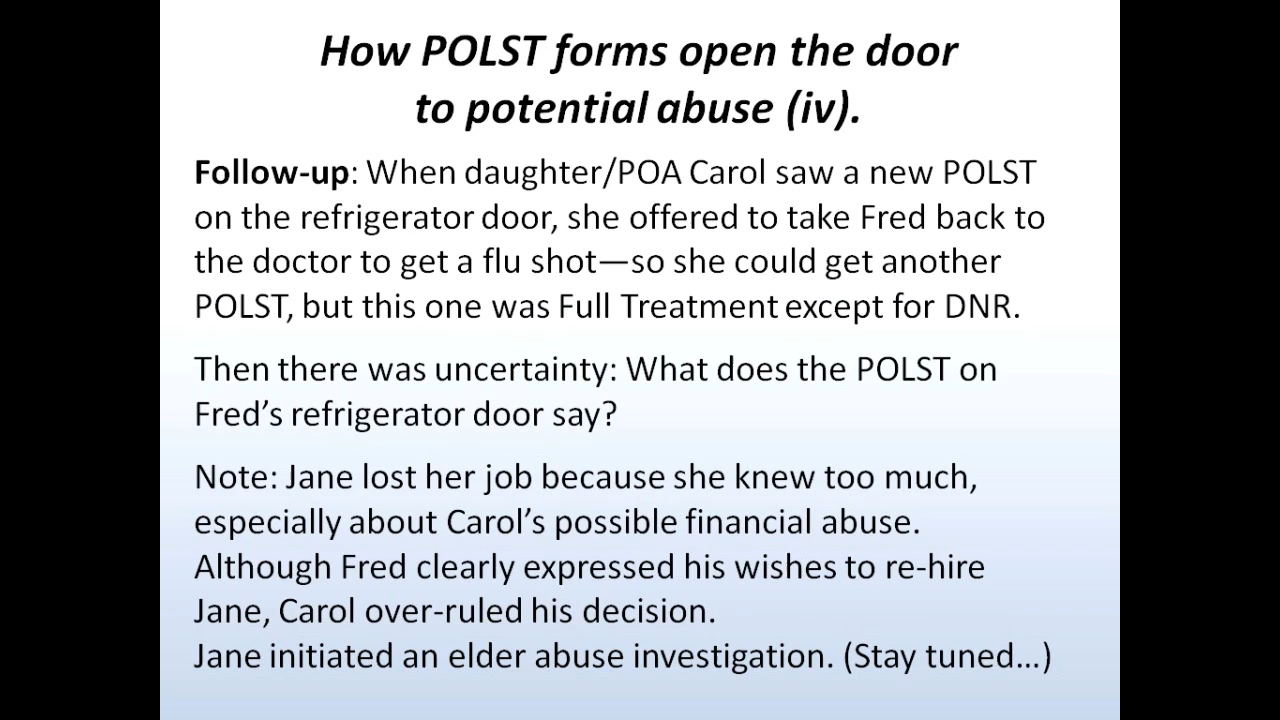 How POLST forms open the door
to potential abuse (iv).
Follow-up: When daughter/POA Carol saw a new POLST
on the refrigerator door, she offered to take Fred back to
the doctor to get a flu shot—so she could get another
POLST, but this one was Full Treatment except for DNR.
Then there was uncertainty: What does the POLST on
Fred’s refrigerator door say?
Note: Jane lost her job because she knew too much,
especially about Carol’s possible financial abuse.
Although Fred clearly expressed his wishes to re-hire
Jane, Carol over-ruled his decision.
Jane initiated an elder abuse investigation. (Stay tuned…)